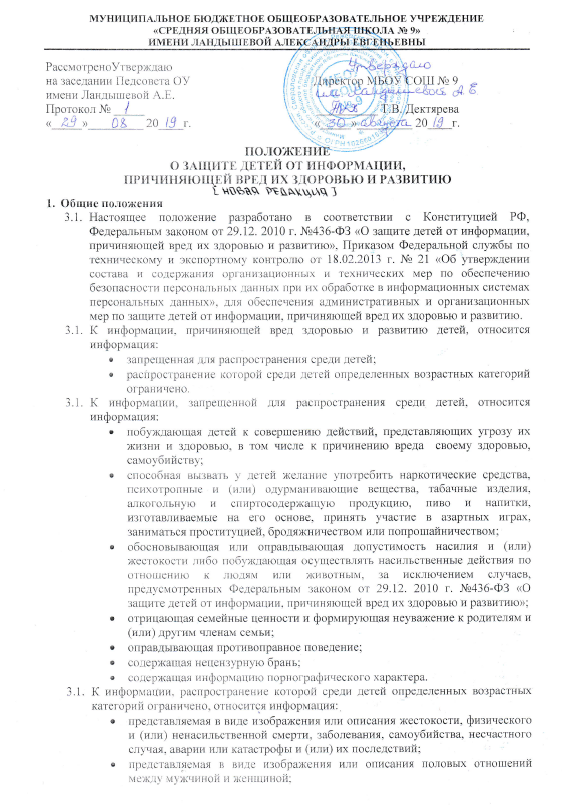 МУНИЦИПАЛЬНОЕ БЮДЖЕТНОЕ ОБЩЕОБРАЗОВАТЕЛЬНОЕ УЧРЕЖДЕНИЕ
«СРЕДНЯЯ ОБЩЕОБРАЗОВАТЕЛЬНАЯ ШКОЛА № 9»
ИМЕНИ ЛАНДЫШЕВОЙ АЛЕКСАНДРЫ ЕВГЕНЬЕВНЫ
РассмотреноУтверждаю Утверждаю
на заседании Педсовета ОУ Директор МБОУ СОШ № 9
имени Ландышевой А.Е. им. Ландышевой А.Е.
Протокол № 1 Т.В. Дектярева
« 29 » 08 20 19 г. « 30 » августа 20 19 г.
ПОЛОЖЕНИЕ
О ЗАЩИТЕ ДЕТЕЙ ОТ ИНФОРМАЦИИ,
ПРИЧИНЯЮЩЕЙ ВРЕД ИХ ЗДОРОВЬЮ И РАЗВИТИЮ
[НОВАЯ РЕДАКЦИЯ]
1. Общие положения
3.1. Настоящее положение разработано в соответствии с Конституцией РФ,
Федеральным законом от 29.12. 2010 г. №436-ФЗ «О защите детей от информации,
причиняющей вред их здоровью и развитию», Приказом Федеральной службы по
техническому и экспортному контролю от 18.02.2013 г. № 21 «Об утверждении
состава и содержания организационных и технических мер по обеспечению
безопасности персональных данных при их обработке в информационных системах
персональных данных», для обеспечения административных и организационных
мер по защите детей от информации, причиняющей вред их здоровью и развитию.
3.1. К информации, причиняющей вред здоровью и развитию детей, относится
информация:
• запрещенная для распространения среди детей;
• распространение которой среди детей определенных возрастных категорий
ограничено.
3.1. К информации, запрещенной для распространения среди детей, относится
информация:
• побуждающая детей к совершению действий, представляющих угрозу их
жизни и здоровью, в том числе к причинению вреда своему здоровью,
самоубийству;
• способная вызвать у детей желание употребить наркотические средства,
психотропные и (или) одурманивающие вещества, табачные изделия,
алкогольную и спиртосодержащую продукцию, пиво и напитки,
изготавливаемые на его основе, принять участие в азартных играх,
заниматься проституцией, бродяжничеством или попрошайничеством;
• обосновывающая или оправдывающая допустимость насилия и (или)
жестокости либо побуждающая осуществлять насильственные действия по
отношению к людям или животным, за исключением случаев,
предусмотренных Федеральным законом от 29.12. 2010 г. №436-ФЗ «О
защите детей от информации, причиняющей вред их здоровью и развитию»;
• отрицающая семейные ценности и формирующая неуважение к родителям и
(или) другим членам семьи;
• оправдывающая противоправное поведение;
• содержащая нецензурную брань;
• содержащая информацию порнографического характера.
3.1. К информации, распространение которой среди детей определенных возрастных
категорий ограничено, относится информация:
• представляемая в виде изображения или описания жестокости, физического
и (или) ненасильственной смерти, заболевания, самоубийства, несчастного
случая, аварии или катастрофы и (или) их последствий;
• представляемая в виде изображения или описания половых отношений
между мужчиной и женщиной;